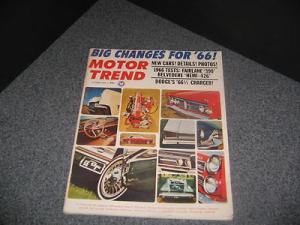 BIG CHANGES FOR '66!
MOTOR TREND
NEW CARS! DETAILS! PHOTOS!
1966 TESTS: FAIRLANE '390'
BELVEDERE 'HEMI-426'
DODGE'S '66½ CHARGER!